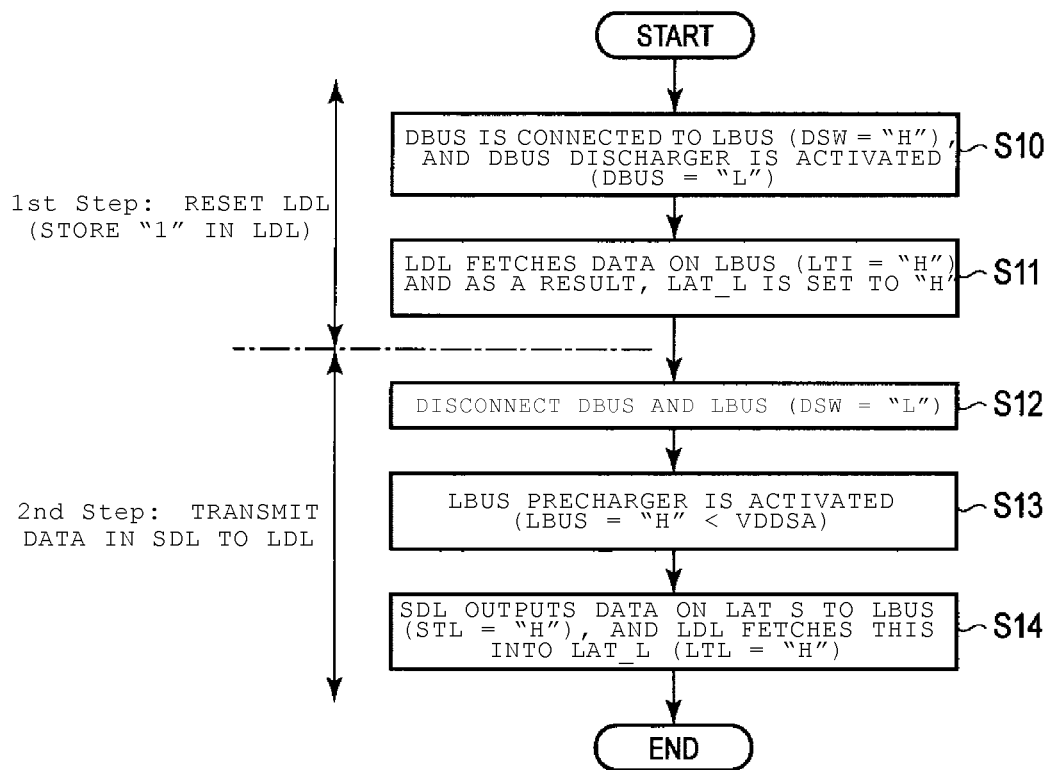 START
DBUS IS CONNECTED TO LBUS (DSW = “H”),
AND DBUS DISCHARGER IS ACTIVATED
(DBUS = “L”)
S10
1st Step: RESET LDL
(STORE “1” IN LDL)
LDL FETCHES DATA ON LBUS (LTI = “H”)
AND AS A RESULT, LAT_L IS SET TO “H”
S11
DISCONNECT DBUS AND LBUS (DSW = “L”)
S12
2nd Step: TRANSMIT
DATA IN SDL TO LDL
LBUS PRECHARGER IS ACTIVATED
(LBUS = “H” < VDDSA)
S13
SDL OUTPUTS DATA ON LAT S TO LBUS
(STL = “H”), AND LDL FETCHES THIS
INTO LAT_L (LTL = “H”)
S14
END